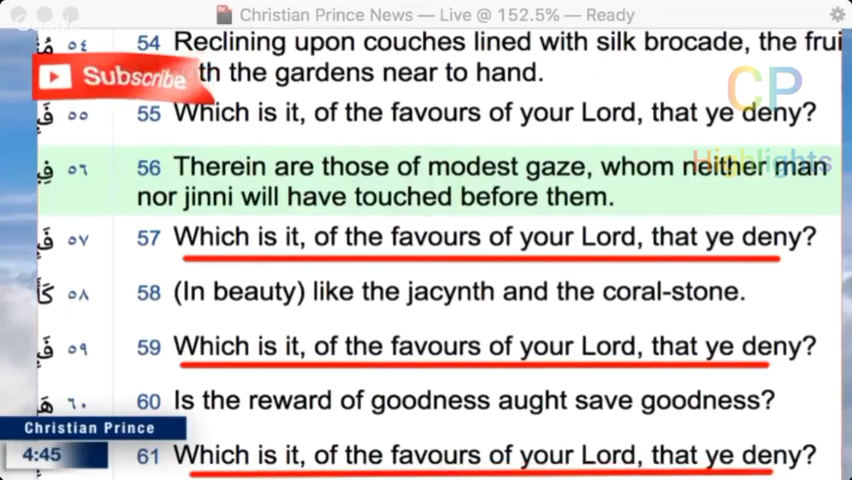 Christian Prince News — Live @ 152.5% — Ready
٥٤ 54 Reclining upon couches lined with silk brocade, the frui
Subscribe th the gardens near to hand.
CP
٥٥ 55 Which is it, of the favours of your Lord, that ye deny?
Highlights
٥٦ 56 Therein are those of modest gaze, whom neither man
nor jinni will have touched before them.
٥٧ 57 Which is it, of the favours of your Lord, that ye deny?
٥٨ 58 (In beauty) like the jacynth and the coral-stone.
٥٩ 59 Which is it, of the favours of your Lord, that ye deny?
٦٠ 60 Is the reward of goodness aught save goodness?
Christian Prince
4:45
61 Which is it, of the favours of your Lord, that ye deny?